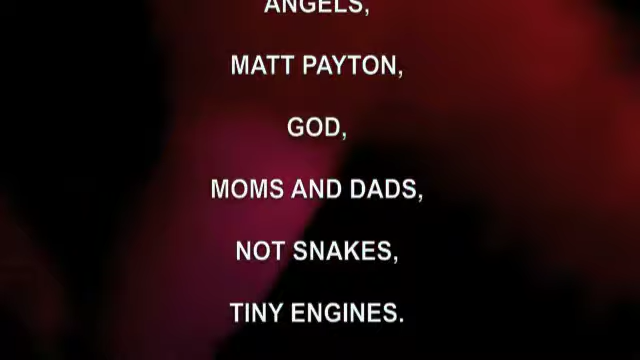 ANGELS,
MATT PAYTON,
GOD,
MOMS AND DADS,
NOT SNAKES,
TINY ENGINES.